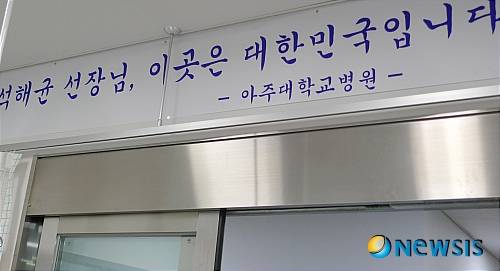 석해균 선장님, 이곳은 대한민국입니다
- 아주대학교병원 -
newsis